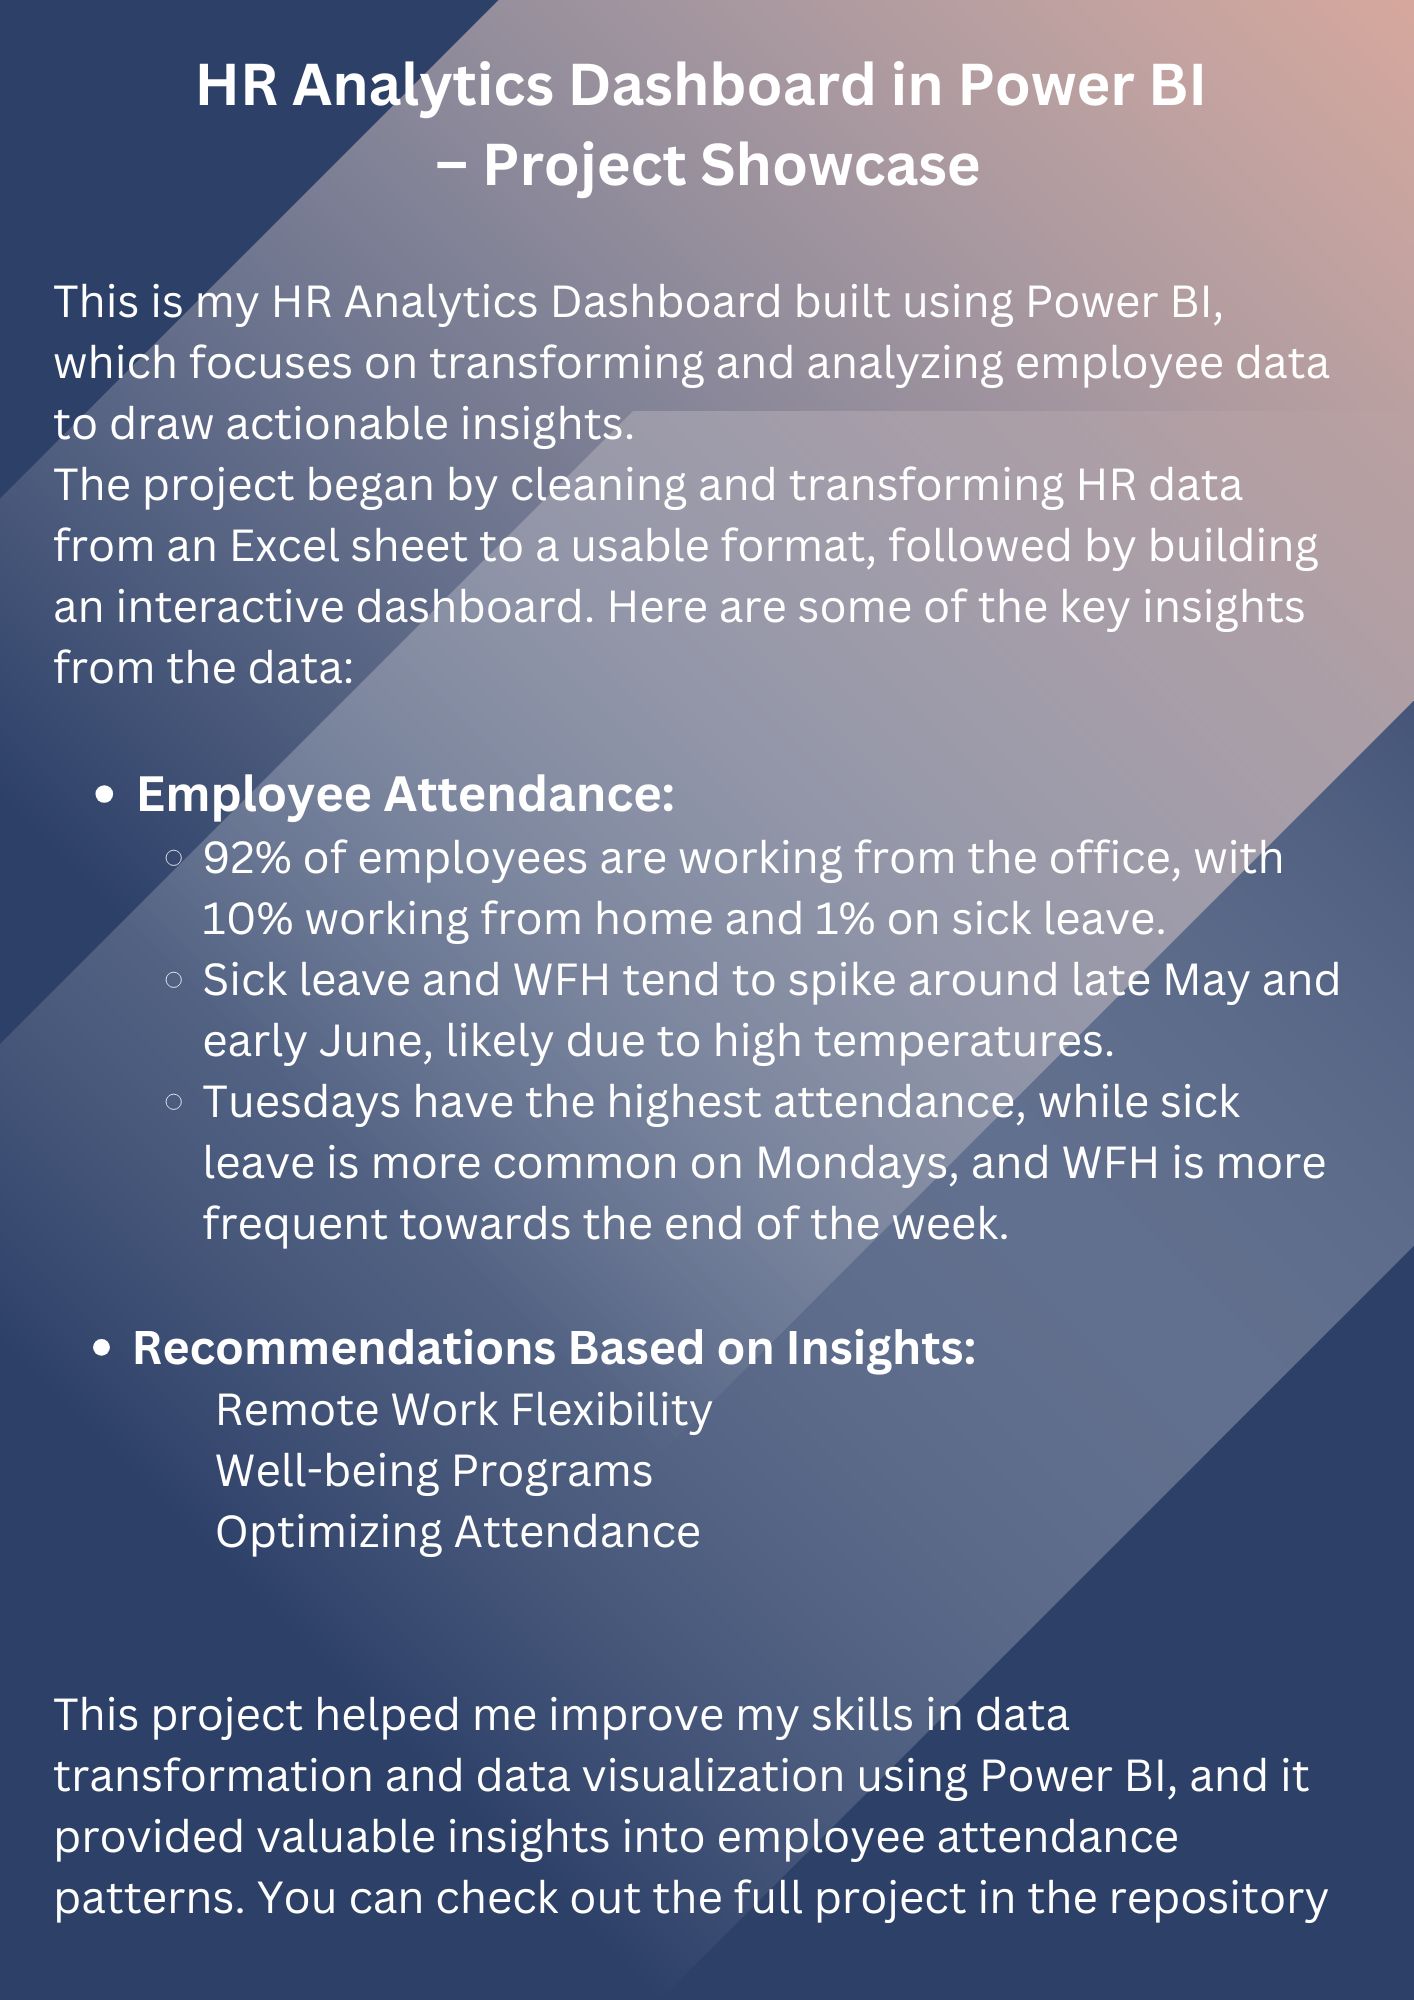 HR Analytics Dashboard in Power BI
– Project Showcase
This is my HR Analytics Dashboard built using Power BI,
which focuses on transforming and analyzing employee data
to draw actionable insights.
The project began by cleaning and transforming HR data
from an Excel sheet to a usable format, followed by building
an interactive dashboard. Here are some of the key insights
from the data:
• Employee Attendance:
◦ 92% of employees are working from the office, with
10% working from home and 1% on sick leave.
◦ Sick leave and WFH tend to spike around late May and
early June, likely due to high temperatures.
◦ Tuesdays have the highest attendance, while sick
leave is more common on Mondays, and WFH is more
frequent towards the end of the week.
• Recommendations Based on Insights:
Remote Work Flexibility
Well-being Programs
Optimizing Attendance
This project helped me improve my skills in data
transformation and data visualization using Power BI, and it
provided valuable insights into employee attendance
patterns. You can check out the full project in the repository